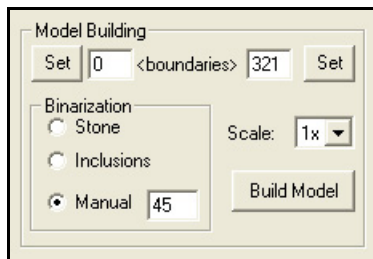 Model Building
Set 0 <boundaries> 321 Set
Binarization
Stone
Inclusions
Manual 45
Scale: 1x
Build Model